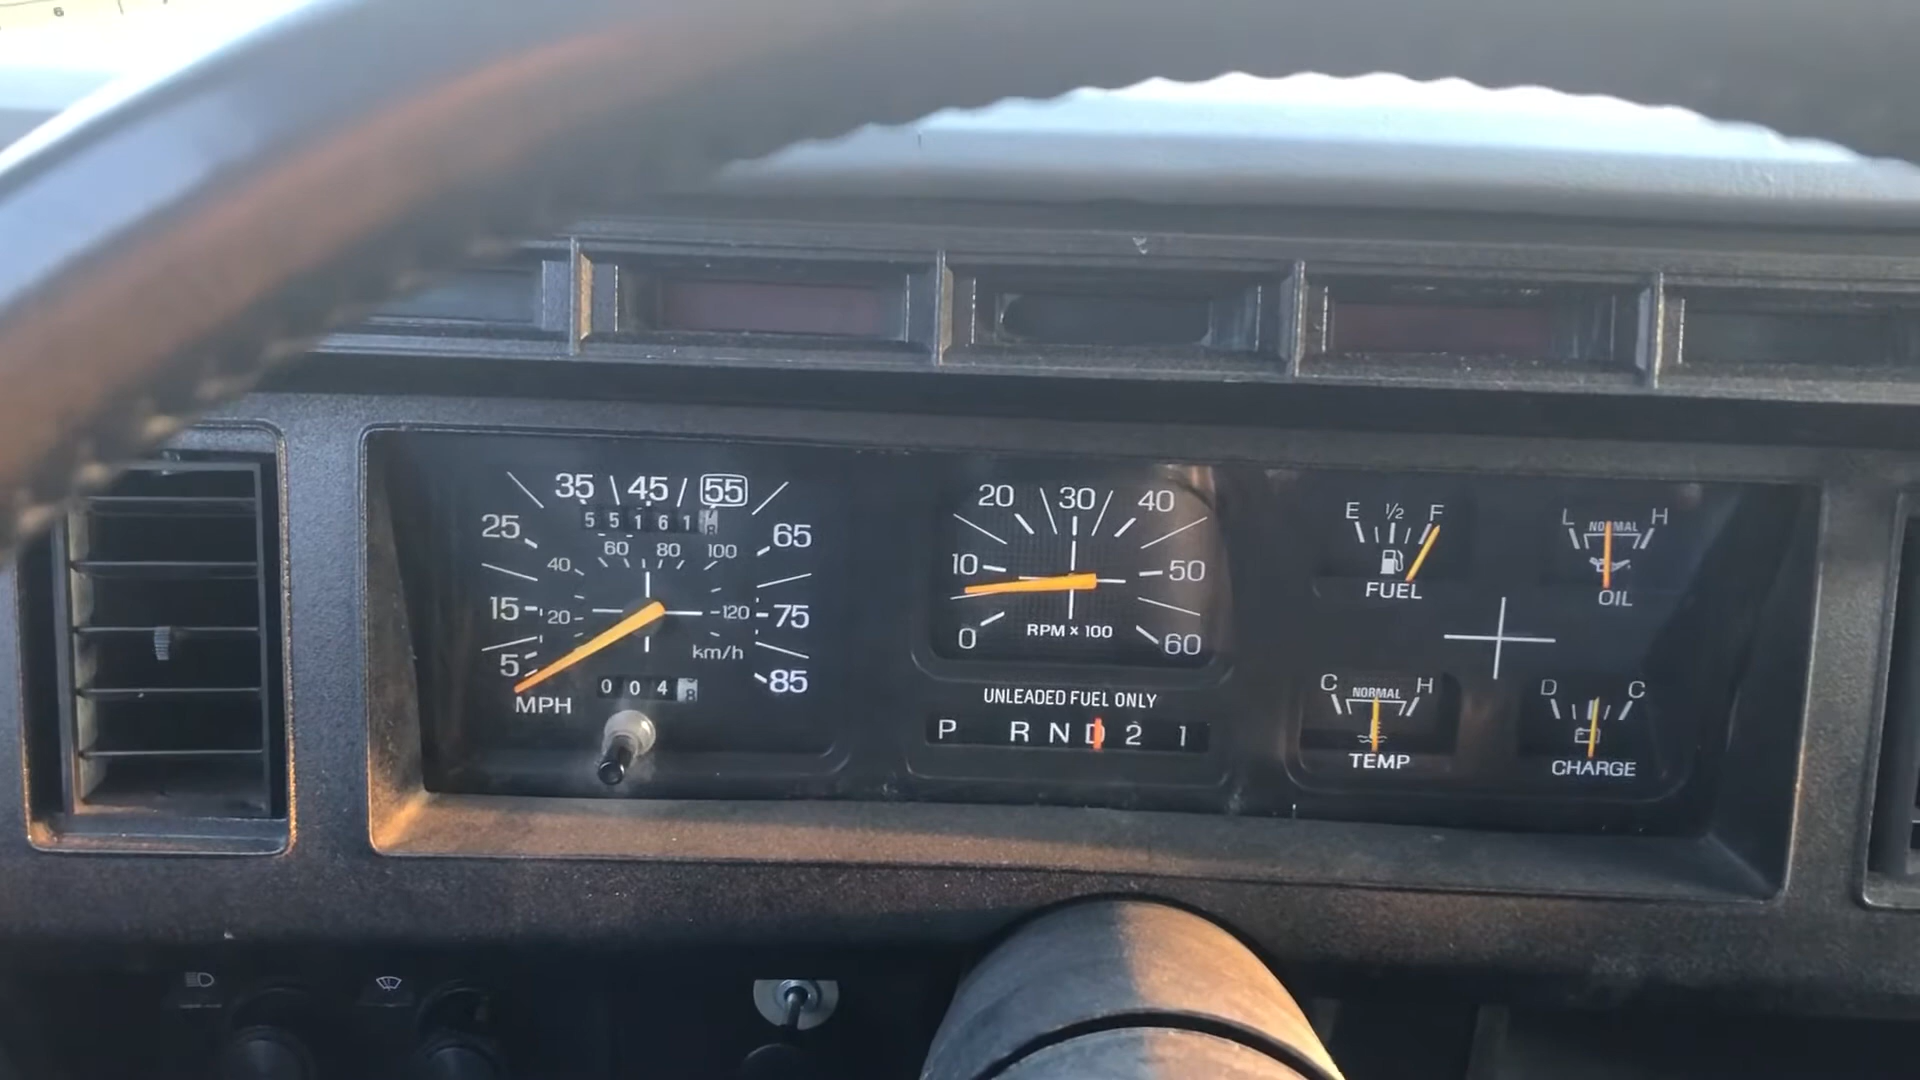 35 45 55
25 65
5 5 1 6 1 8
60 80 100
40
15 20 120 75
km/h
5 85
MPH
0 0 4 8
20 30 40
10 50
0 60
RPM x 100
UNLEADED FUEL ONLY
P R N D 2 1
E 1/2 F
FUEL
L NORMAL H
OIL
C NORMAL H
TEMP
D C
CHARGE